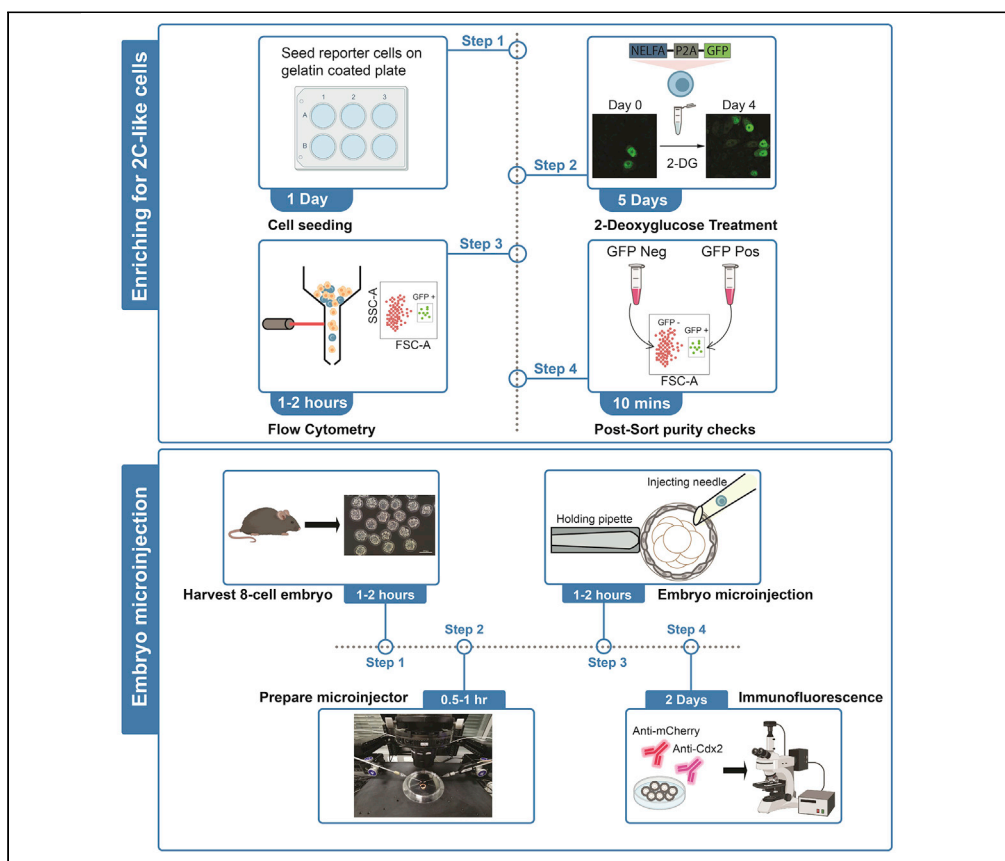 Enriching for 2C-like cells
Step 1
Seed reporter cells on
gelatin coated plate
1 2 3
A
B
1 Day
Cell seeding
NELFA P2A GFP
Day 0
Day 4
2-DG
Step 2
5 Days
2-Deoxyglucose Treatment
Step 3
SSC-A
GFP +
FSC-A
1-2 hours
Flow Cytometry
GFP Neg
GFP Pos
GFP -
GFP +
FSC-A
Step 4
10 mins
Post-Sort purity checks
Embryo microinjection
Harvest 8-cell embryo
1-2 hours
Step 1
Injecting needle
Holding pipette
1-2 hours
Embryo microinjection
Step 3
Step 2
Prepare microinjector
0.5-1 hr
Step 4
2 Days
Immunofluorescence
Anti-mCherry
Anti-Cdx2